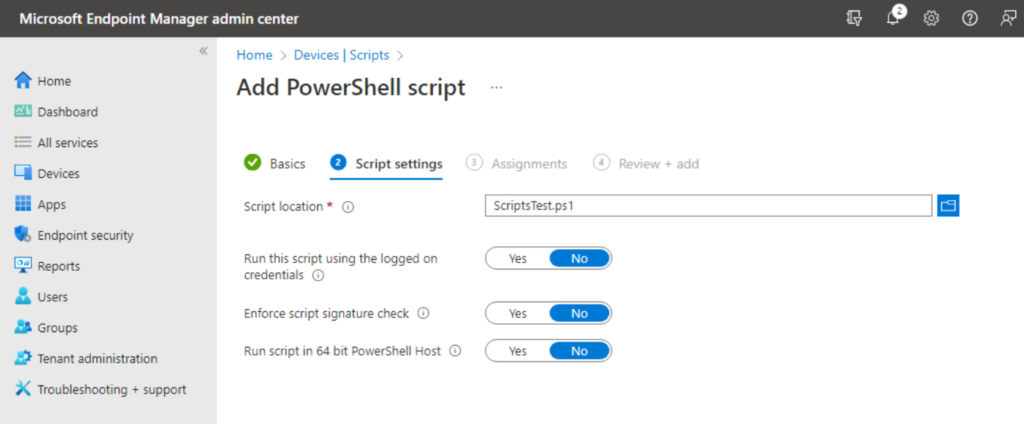 Microsoft Endpoint Manager admin center
2
«
Home > Devices | Scripts >
Add PowerShell script ...
Home
Dashboard
All services
Devices
Apps
Endpoint security
Reports
Users
Groups
Tenant administration
Troubleshooting + support
Basics 2 Script settings 3 Assignments 4 Review + add
Script location * ScriptsTest.ps1
Run this script using the logged on
credentials Yes No
Enforce script signature check Yes No
Run script in 64 bit PowerShell Host Yes No